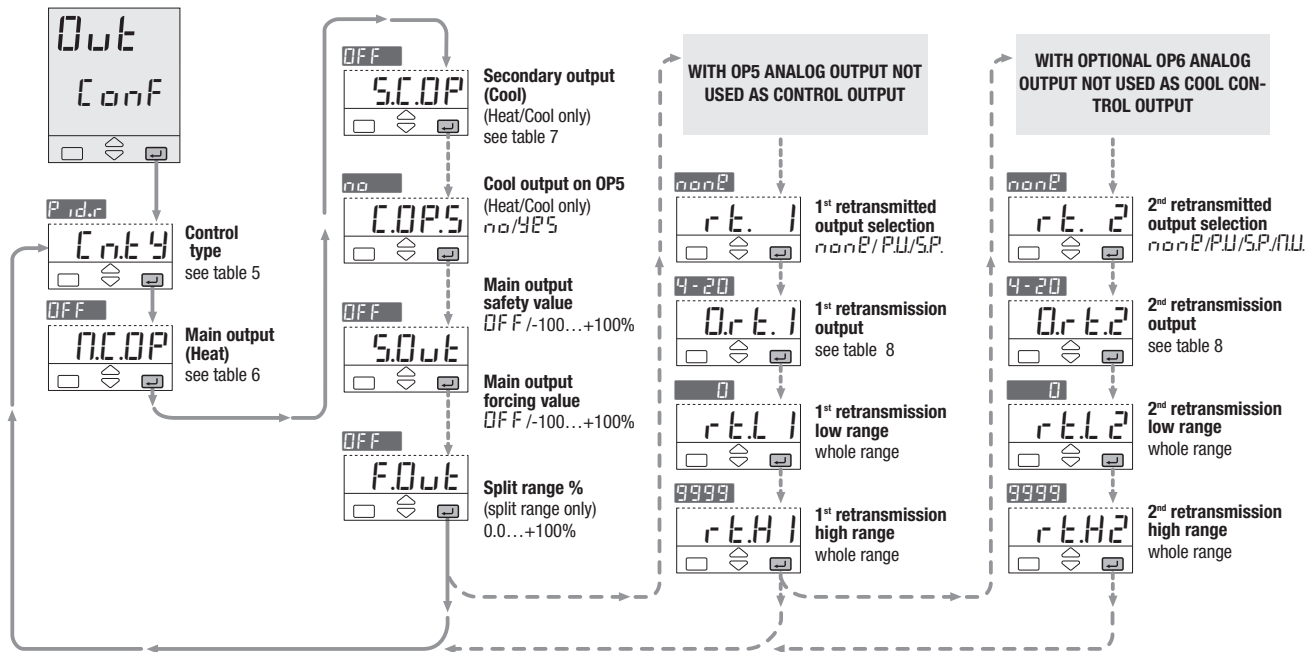 Out
Conf
Pid.r
Cn.tY
Control
type
see table 5
OFF
M.C.OP
Main output
(Heat)
see table 6
OFF
S.C.OP
Secondary output
(Cool)
(Heat/Cool only)
see table 7
no
C.OP.5
Cool output on OP5
(Heat/Cool only)
no/YES
Main output
safety value
OFF/-100…+100%
OFF
S.Out
Main output
forcing value
OFF/-100…+100%
OFF
F.Out
Split range %
(split range only)
0.0…+100%
WITH OP5 ANALOG OUTPUT NOT
USED AS CONTROL OUTPUT
none
rt. 1
1st retransmitted
output selection
none/P.V./S.P.
4-20
O.rt.1
1st retransmission
output
see table 8
0
rt.L1
1st retransmission
low range
whole range
9999
rt.H1
1st retransmission
high range
whole range
WITH OPTIONAL OP6 ANALOG
OUTPUT NOT USED AS COOL CON-
TROL OUTPUT
none
rt. 2
2nd retransmitted
output selection
none/P.V./S.P./M.V.
4-20
O.rt.2
2nd retransmission
output
see table 8
0
rt.L2
2nd retransmission
low range
whole range
9999
rt.H2
2nd retransmission
high range
whole range